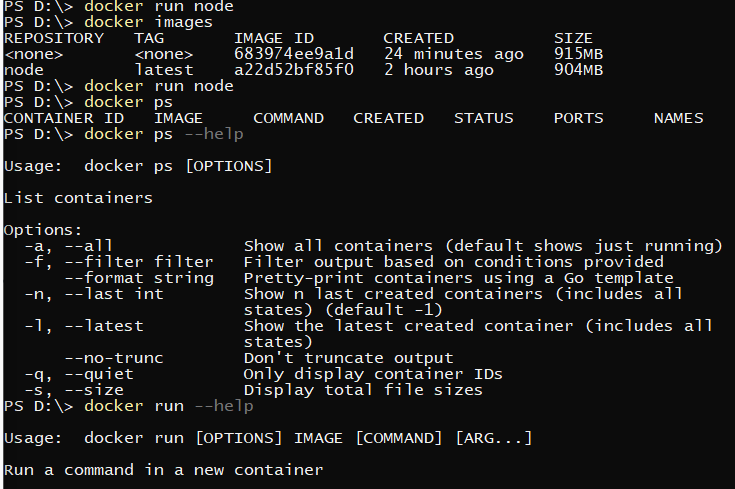 PS D:\> docker run node
PS D:\> docker images
REPOSITORY   TAG       IMAGE ID       CREATED          SIZE
<none>       <none>    683974ee9a1d   24 minutes ago   915MB
node         latest    a22d52bf85f0   2 hours ago      904MB
PS D:\> docker run node
PS D:\> docker ps
CONTAINER ID   IMAGE     COMMAND   CREATED   STATUS    PORTS     NAMES
PS D:\> docker ps --help
Usage:  docker ps [OPTIONS]
List containers
Options:
  -a, --all             Show all containers (default shows just running)
  -f, --filter filter   Filter output based on conditions provided
      --format string   Pretty-print containers using a Go template
  -n, --last int        Show n last created containers (includes all
                        states) (default -1)
  -l, --latest          Show the latest created container (includes all
                        states)
      --no-trunc        Don't truncate output
  -q, --quiet           Only display container IDs
  -s, --size            Display total file sizes
PS D:\> docker run --help
Usage:  docker run [OPTIONS] IMAGE [COMMAND] [ARG...]
Run a command in a new container